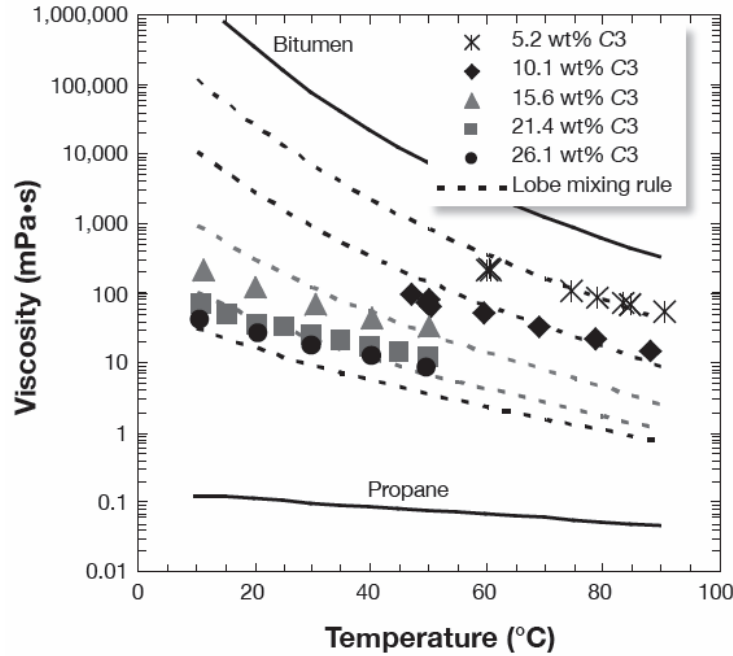 1,000,000
100,000
10,000
1,000
100
10
1
0.1
0.01
Viscosity (mPa•s)
Bitumen
5.2 wt% C3
10.1 wt% C3
15.6 wt% C3
21.4 wt% C3
26.1 wt% C3
Lobe mixing rule
Propane
0 20 40 60 80 100
Temperature (°C)